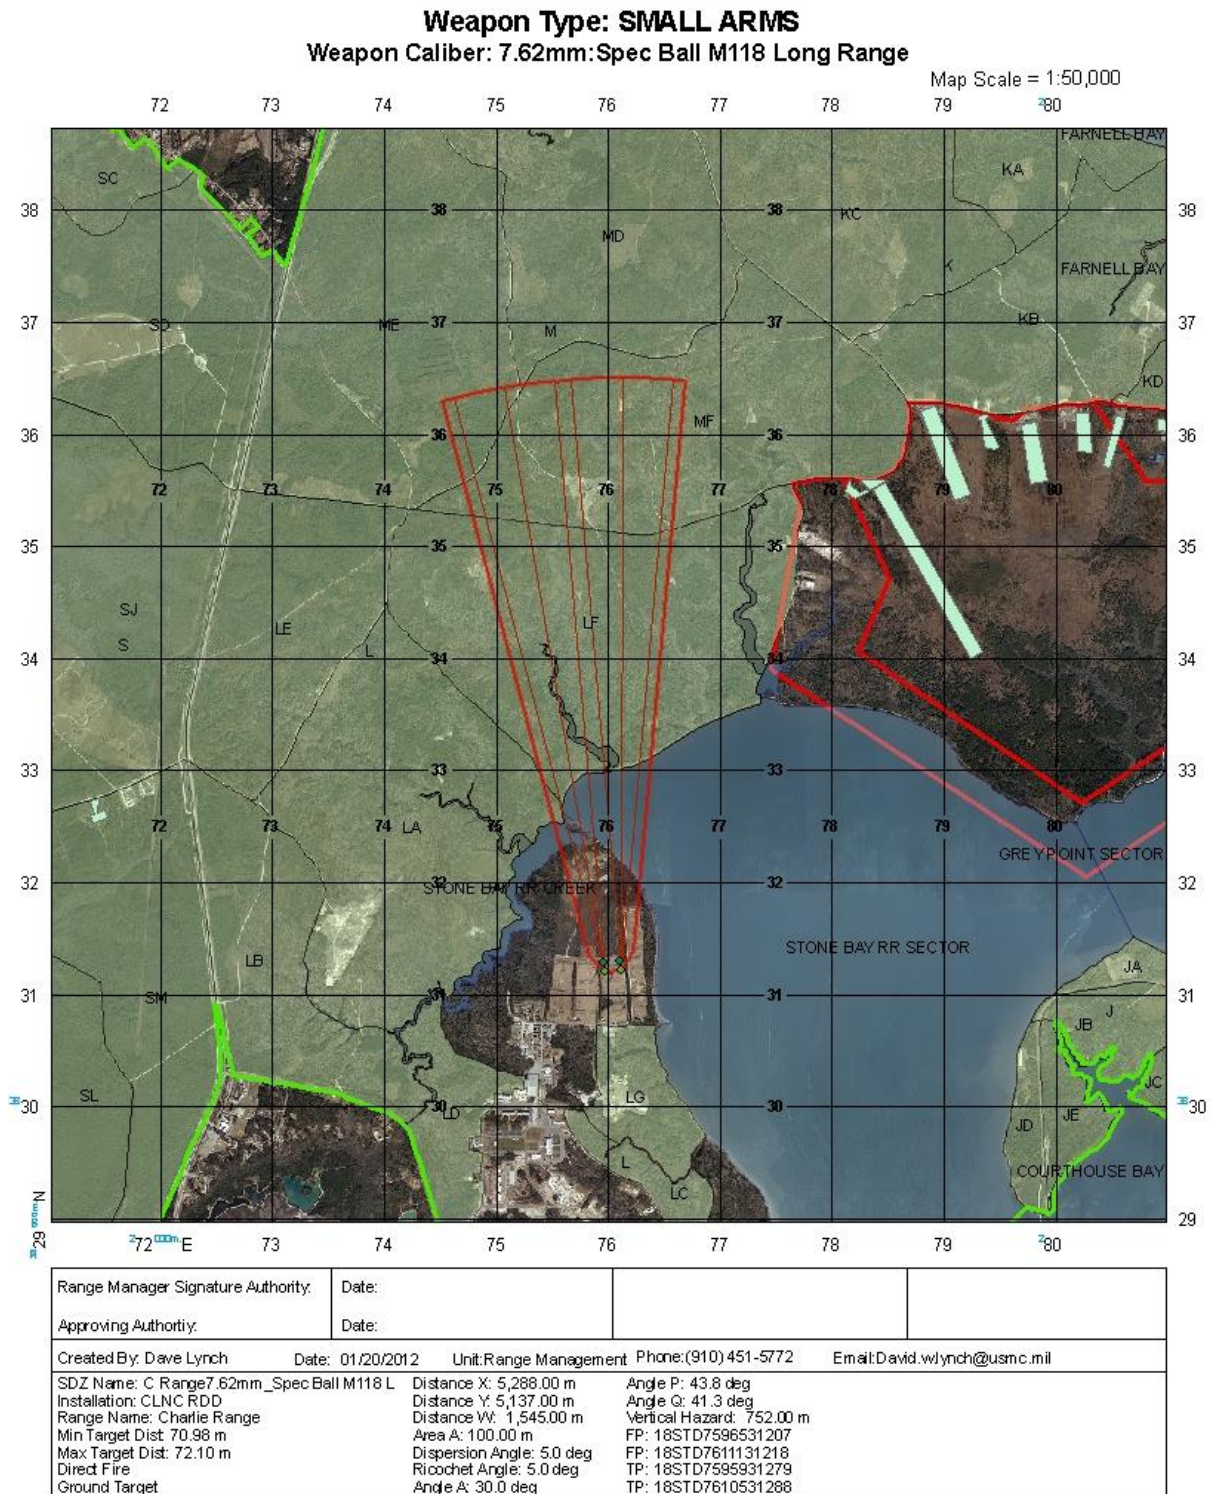 Weapon Type: SMALL ARMS
Weapon Caliber: 7.62mm:Spec Ball M118 Long Range
Map Scale = 1:50,000
72 73 74 75 76 77 78 79 ²80
FARNELL BAY
SC KA
38 38 MD KC 38 38
K FARNELL BAY
37 SD ME 37 M 37 KB 37
KD
36 36 MF 36 36
72 73 74 75 76 77 78 79 80
35 35 35 35
SJ LE LF
S L
34 34 34
33 33 33 33
72 73 74 LA 75 76 77 78 79 80
GREYPOINT SECTOR
32 STONE BAY RR CREEK 32 32
STONE BAY RR SECTOR
LB JA
31 SM 31 31 31
J
JB
JC
SL LG
30 LD 30 JE 30
JD
L COURTHOUSE BAY
LC
29 29
72 E 73 74 75 76 77 78 79 ²80
Range Manager Signature Authority: Date:
Approving Authortiy: Date:
Created By: Dave Lynch Date: 01/20/2012 Unit:Range Management Phone:(910) 451-5772 Email:David.w.lynch@usmc.mil
SDZ Name: C Range7.62mm_Spec Ball M118 L Distance X: 5,288.00 m Angle P: 43.8 deg
Installation: CLNC RDD Distance Y: 5,137.00 m Angle Q: 41.3 deg
Range Name: Charlie Range Distance W: 1,545.00 m Vertical Hazard: 752.00 m
Min Target Dist: 70.98 m Area A: 100.00 m FP: 18STD7596531207
Max Target Dist: 72.10 m Dispersion Angle: 5.0 deg FP: 18STD7611131218
Direct Fire Ricochet Angle: 5.0 deg TP: 18STD7595931279
Ground Target Angle A: 30.0 deg TP: 18STD7610531288